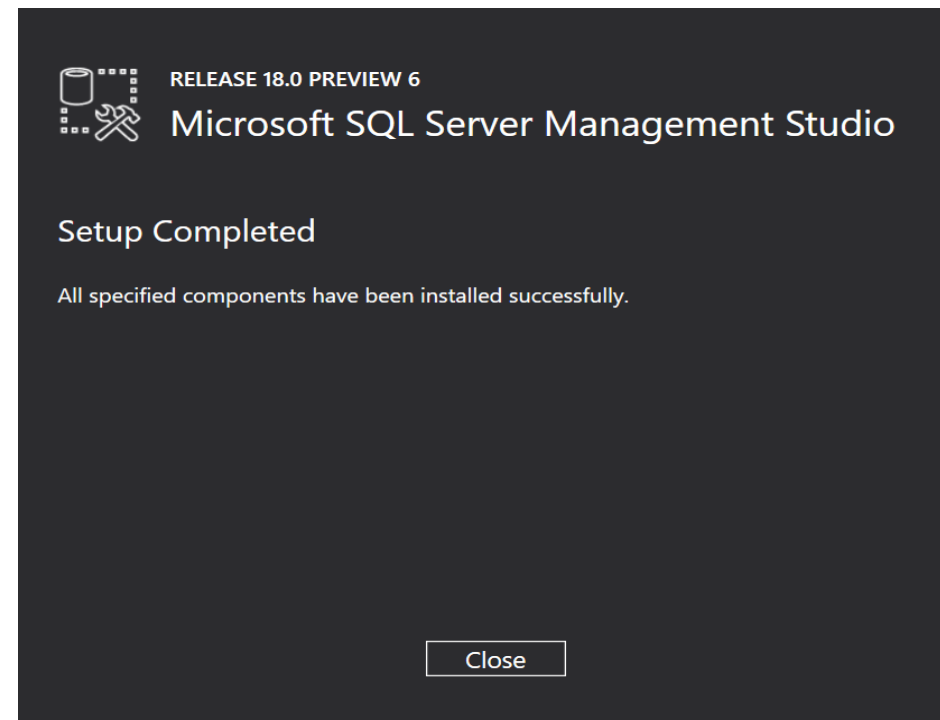 RELEASE 18.0 PREVIEW 6
Microsoft SQL Server Management Studio
Setup Completed
All specified components have been installed successfully.
Close